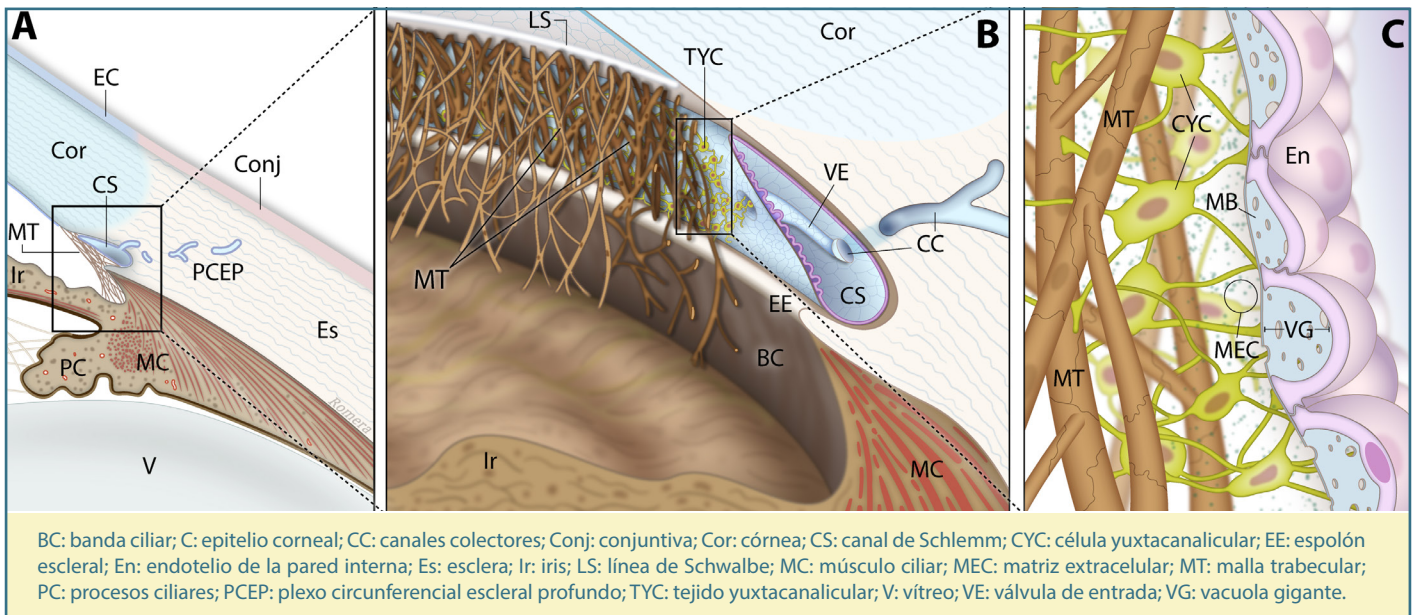 A
EC
Cor
Conj
CS
MT
Ir
PCEP
Es
PC
MC
Romera
V
B
LS
Cor
TYC
VE
CC
MT
CS
EE
BC
Ir
MC
C
MT
CYC
En
MB
VG
MEC
MT
BC: banda ciliar; C: epitelio corneal; CC: canales colectores; Conj: conjuntiva; Cor: córnea; CS: canal de Schlemm; CYC: célula yuxtacanalicular; EE: espolón
escleral; En: endotelio de la pared interna; Es: esclera; Ir: iris; LS: línea de Schwalbe; MC: músculo ciliar; MEC: matriz extracelular; MT: malla trabecular;
PC: procesos ciliares; PCEP: plexo circunferencial escleral profundo; TYC: tejido yuxtacanalicular; V: vítreo; VE: válvula de entrada; VG: vacuola gigante.